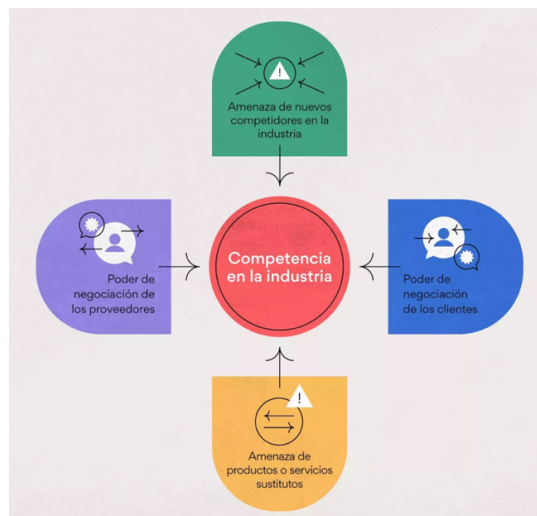 Amenaza de nuevos
competidores en la
industria
Poder de
negociación de
los proveedores
Competencia
en la industria
Poder de
negociación
de los clientes
Amenaza de
productos o servicios
sustitutos